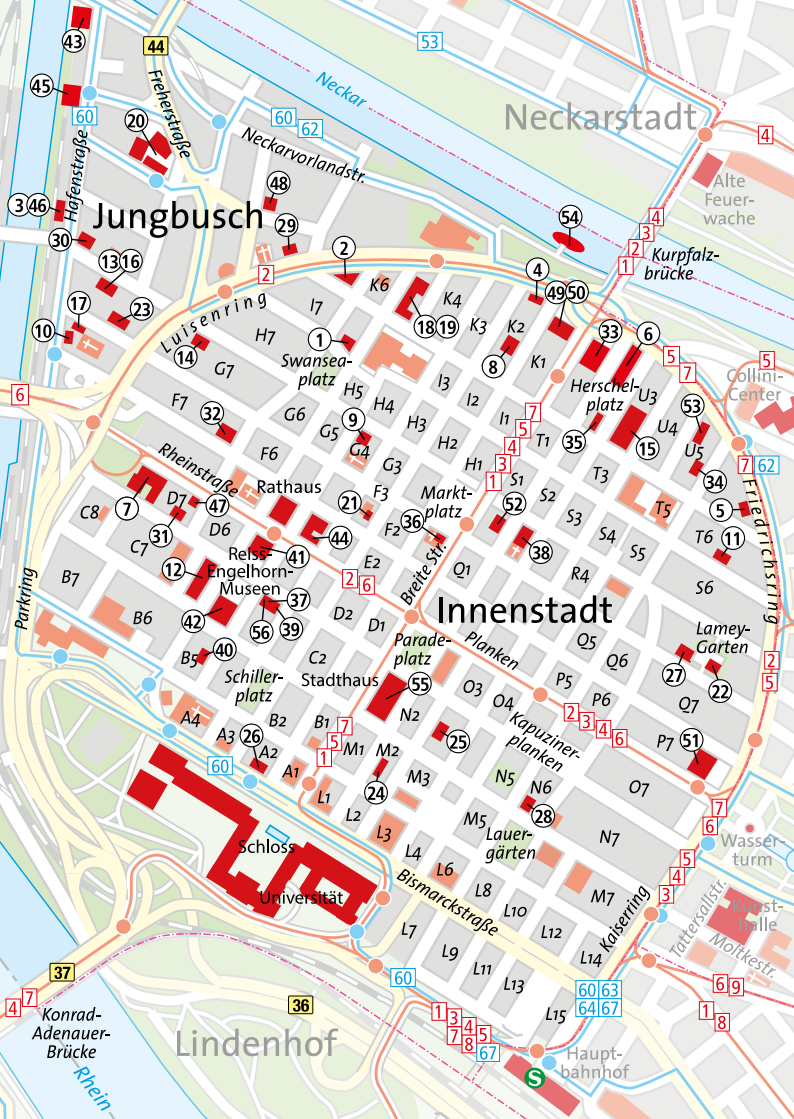 43
44
53
Neckar
Neckarstadt
45
60
20
Freherstraße
60
62
Neckarvorlandstr.
4
Alte
Feuer-
wache
Hafenstraße
3 46
48
Jungbusch
54
4
3
2
1
Kurpfalz-
brücke
30
29
2
2
13 16
K6
4
49 50
K4
I7
18 19
K3
K2
33
6
17
23
10
Luisenring
1
H7
14
Swansea-
platz
8
K1
5
7
5
Collini-
Center
G7
I3
Herschel-
platz
U3
6
F7
H5
H4
I2
53
32
G6
9
G5
H3
I1
7
5
4
3
1
T1
35
15
U4
U5
G4
H2
F6
G3
H1
S1
T3
34
7
62
Rheinstraße
Rathaus
F3
Markt-
platz
S2
T5
5
7
D7
47
21
52
S3
C8
31
44
F2
36
38
S4
T6
D6
C7
41
S5
11
Reiss-
Engelhorn-
Museen
E2
Breite Str.
Q1
R4
S6
Friedrichsring
12
2
6
B7
37
D2
Innenstadt
42
56
39
D1
B6
Parade-
platz
Planken
Q5
Lamey-
Garten
Parkring
40
B5
C2
Q6
27
22
2
5
Schiller-
platz
Stadthaus
55
O3
P5
O4
P6
Q7
A4
B2
N2
2
3
4
6
26
A3
B1
7
5
1
25
Kapuziner-
planken
P7
51
60
A2
M1
M2
A1
24
M3
N5
N6
O7
L1
28
7
6
L2
M5
Lauer-
gärten
N7
Wasser-
turm
Schloss
L3
L4
5
4
3
L6
Universität
Bismarckstraße
L8
M7
Kaiserring
Tattersallstr.
Kunst-
halle
L10
L7
L12
Moltkestr.
L9
L14
37
60
L11
6 9
4
7
L13
60 63
64 67
36
Konrad-
Adenauer-
Brücke
1
3
4
5
7
8
67
L15
1
8
Lindenhof
Haupt-
bahnhof
S
Rhein